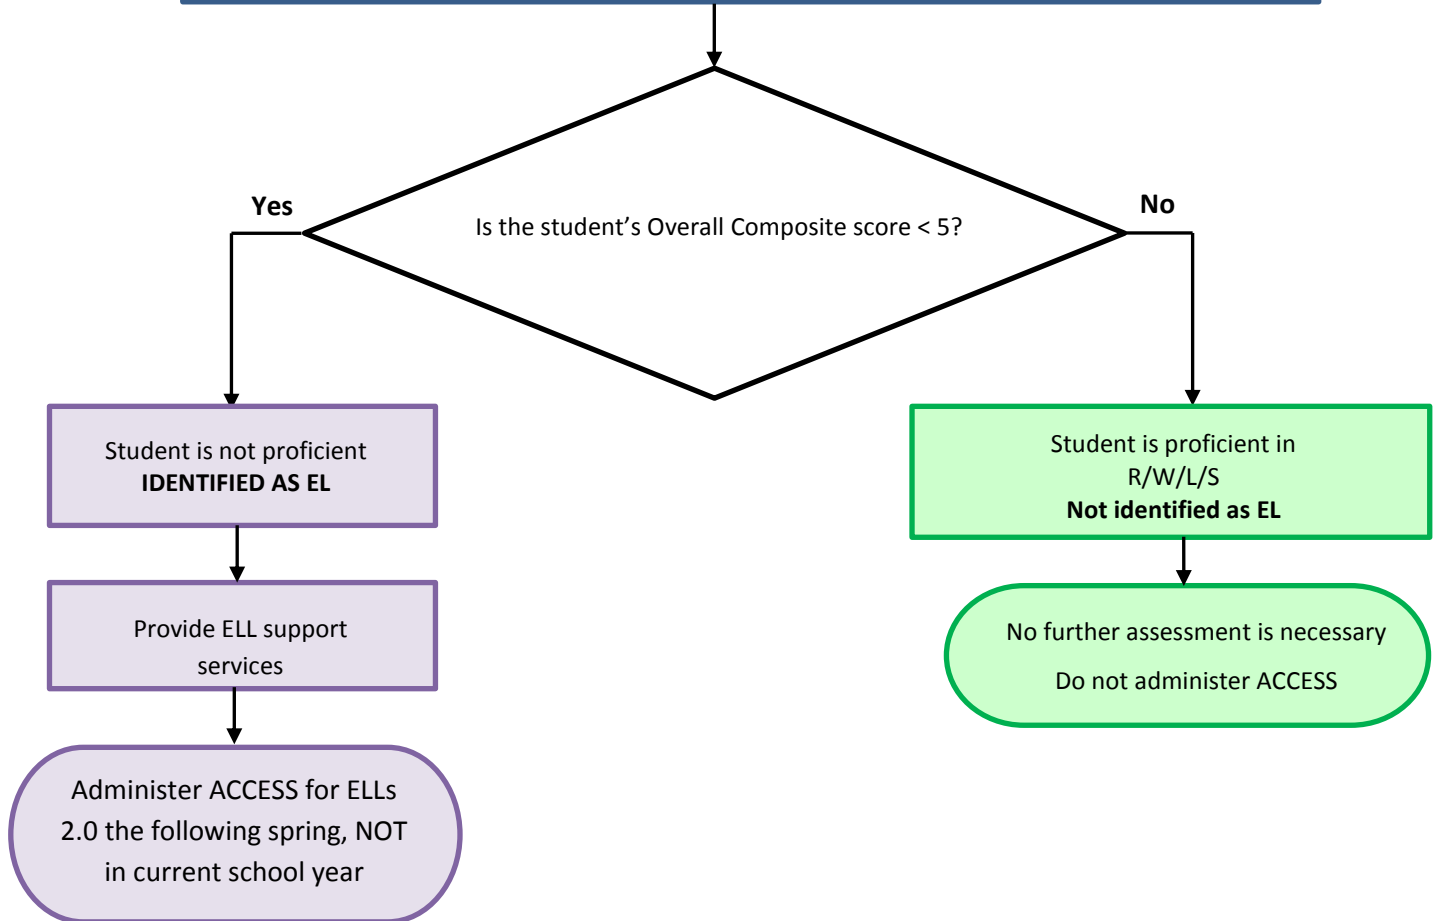 Yes
No
Is the student’s Overall Composite score < 5?
Student is not proficient
IDENTIFIED AS EL
Student is proficient in
R/W/L/S
Not identified as EL
Provide ELL support
services
No further assessment is necessary
Do not administer ACCESS
Administer ACCESS for ELLs
2.0 the following spring, NOT
in current school year